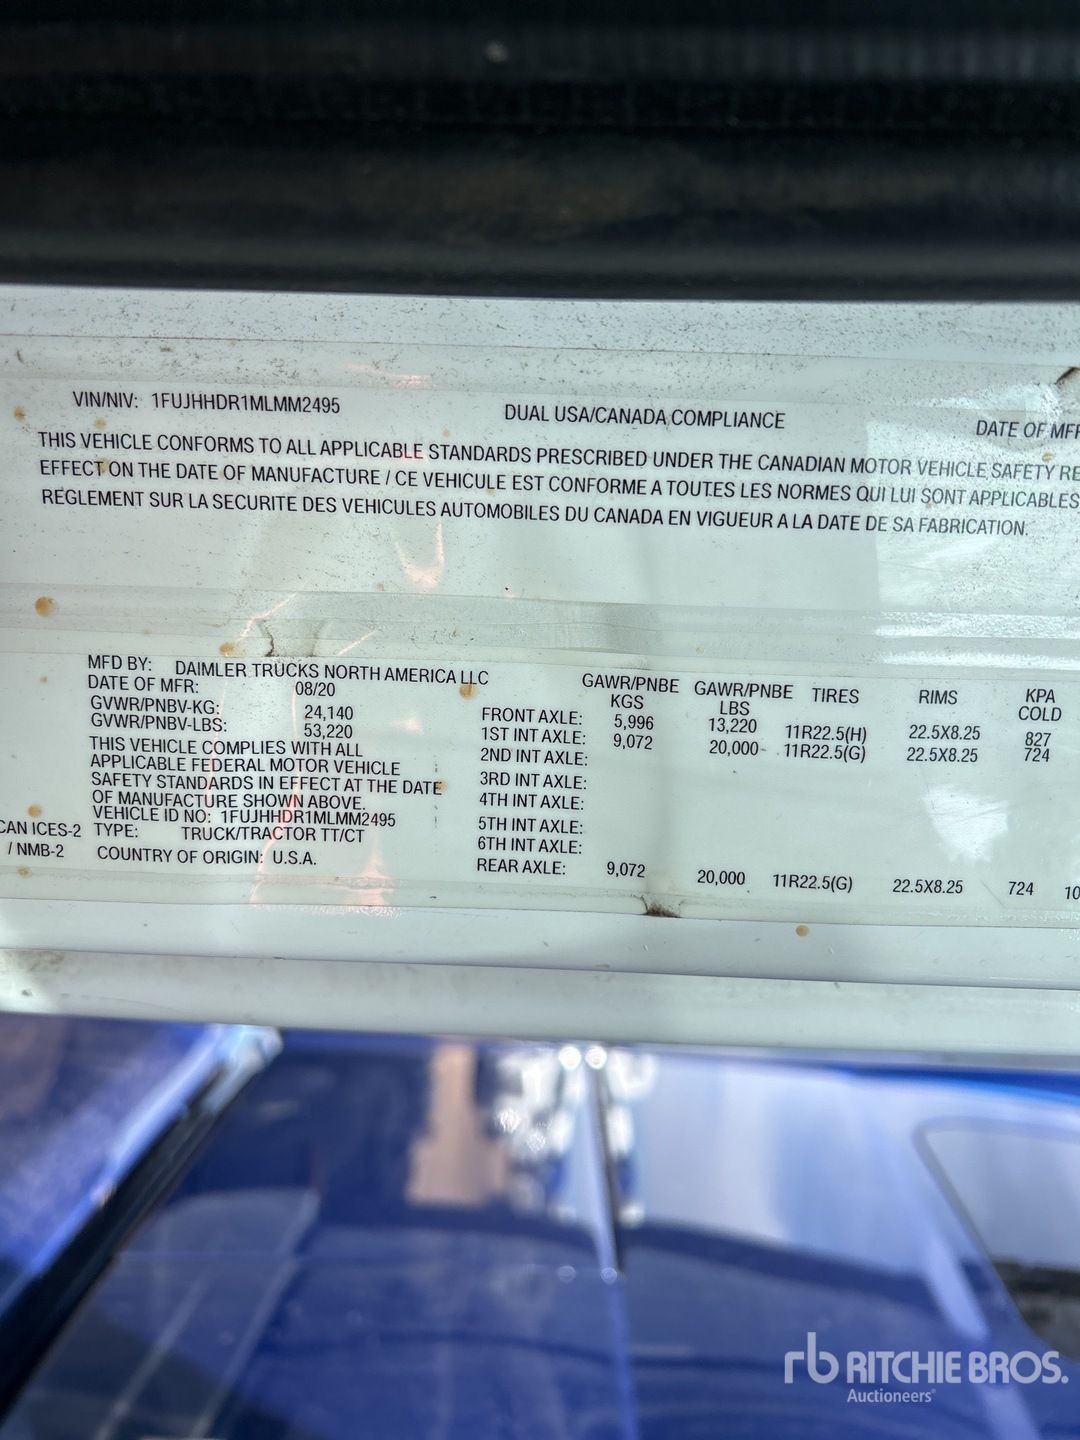 VIN/NIV: 1FUJHHDR1MLMM2495 DUAL USA/CANADA COMPLIANCE DATE OF MFR
THIS VEHICLE CONFORMS TO ALL APPLICABLE STANDARDS PRESCRIBED UNDER THE CANADIAN MOTOR VEHICLE SAFETY RE
EFFECT ON THE DATE OF MANUFACTURE / CE VEHICULE EST CONFORME A TOUTES LES NORMES QUI LUI SONT APPLICABLES
REGLEMENT SUR LA SECURITE DES VEHICULES AUTOMOBILES DU CANADA EN VIGUEUR A LA DATE DE SA FABRICATION.
MFD BY: DAIMLER TRUCKS NORTH AMERICA LLC
DATE OF MFR: 08/20
GVWR/PNBV-KG: 24,140
GVWR/PNBV-LBS: 53,220
THIS VEHICLE COMPLIES WITH ALL
APPLICABLE FEDERAL MOTOR VEHICLE
SAFETY STANDARDS IN EFFECT AT THE DATE
OF MANUFACTURE SHOWN ABOVE.
VEHICLE ID NO: 1FUJHHDR1MLMM2495
CAN ICES-2 TYPE: TRUCK/TRACTOR TT/CT
/ NMB-2 COUNTRY OF ORIGIN: U.S.A.
GAWR/PNBE GAWR/PNBE TIRES RIMS KPA
KGS LBS COLD
FRONT AXLE: 5,996 13,220 11R22.5(H) 22.5X8.25 827
1ST INT AXLE: 9,072 20,000 11R22.5(G) 22.5X8.25 724
2ND INT AXLE:
3RD INT AXLE:
4TH INT AXLE:
5TH INT AXLE:
6TH INT AXLE:
REAR AXLE: 9,072 20,000 11R22.5(G) 22.5X8.25 724 10
rb RITCHIE BROS.
Auctioneers